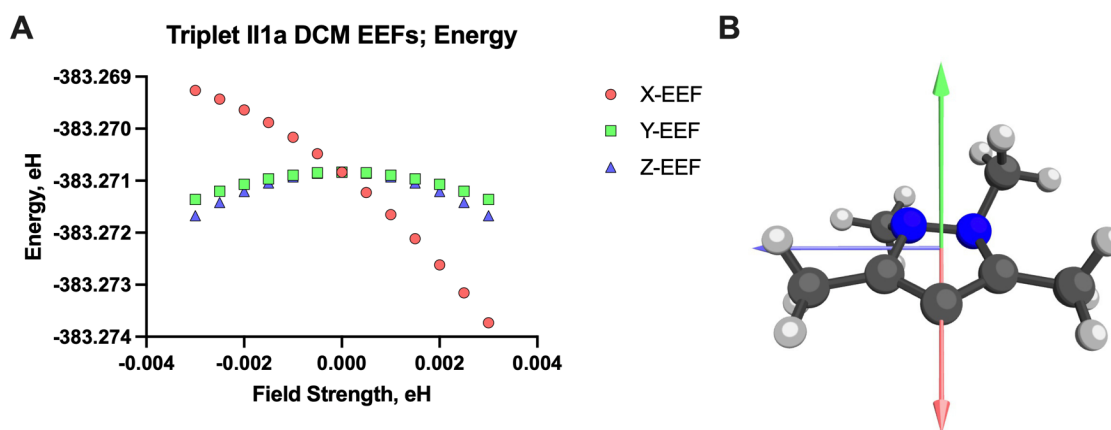 A
Triplet II1a DCM EEFs; Energy
-383.269
-383.270
-383.271
-383.272
-383.273
-383.274
Energy, eH
-0.004
-0.002
0.000
0.002
0.004
Field Strength, eH
X-EEF
Y-EEF
Z-EEF
B